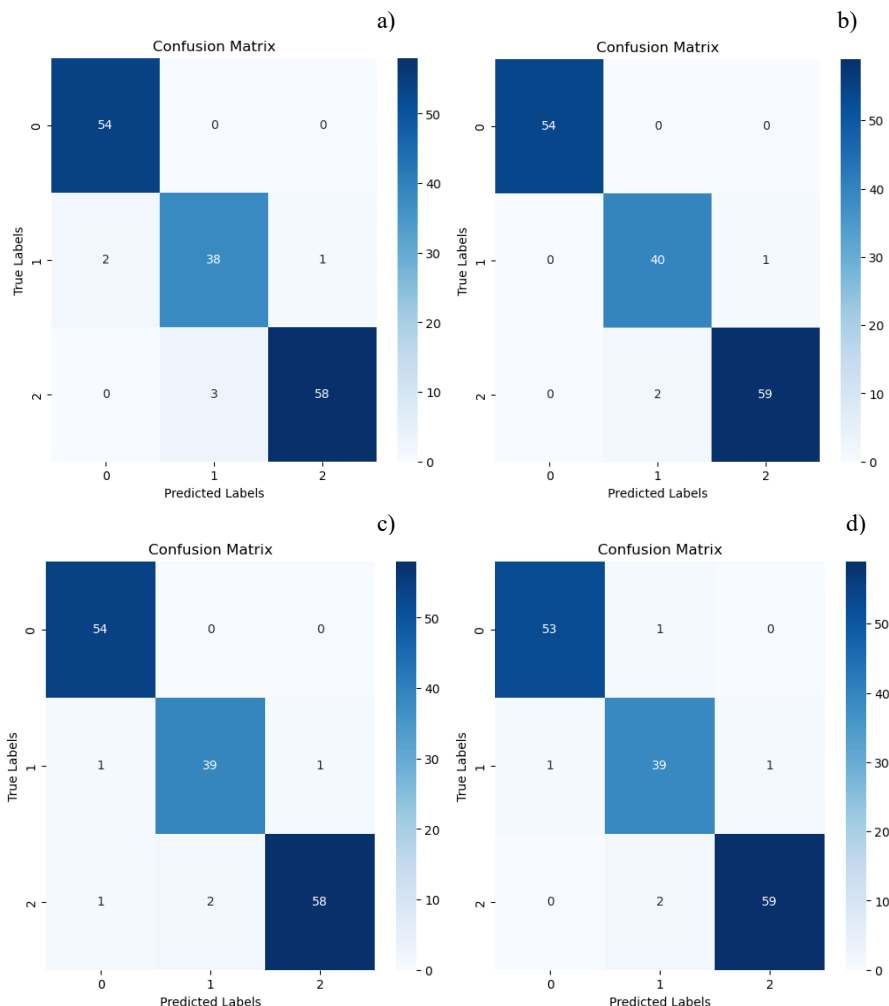 a)
Confusion Matrix
True Labels
0
1
2
54 0 0
2 38 1
0 3 58
0 1 2
Predicted Labels
50
40
30
20
10
0
b)
Confusion Matrix
True Labels
0
1
2
54 0 0
0 40 1
0 2 59
0 1 2
Predicted Labels
50
40
30
20
10
0
c)
Confusion Matrix
True Labels
0
1
2
54 0 0
1 39 1
1 2 58
0 1 2
Predicted Labels
50
40
30
20
10
0
d)
Confusion Matrix
True Labels
0
1
2
53 1 0
1 39 1
0 2 59
0 1 2
Predicted Labels
50
40
30
20
10
0